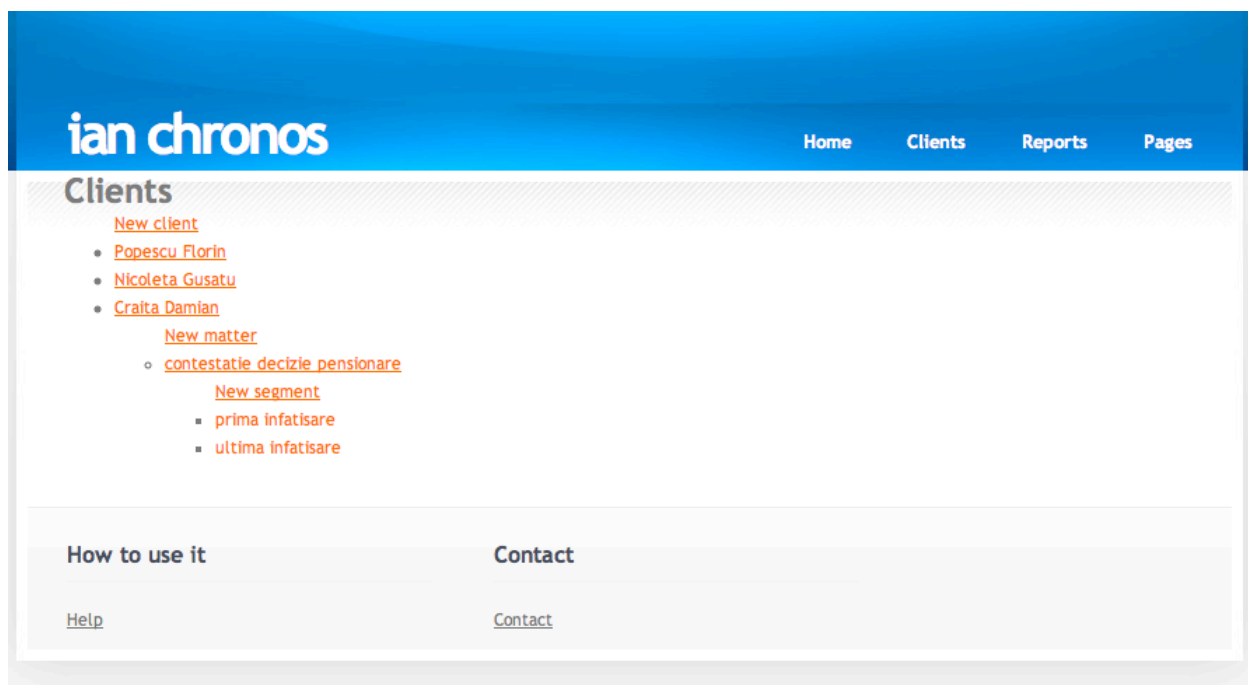 ian chronos
Home Clients Reports Pages
Clients
New client
Popescu Florin
Nicoleta Gusatu
Craita Damian
New matter
contestatie decizie pensionare
New segment
prima infatisare
ultima infatisare
How to use it Contact
Help Contact